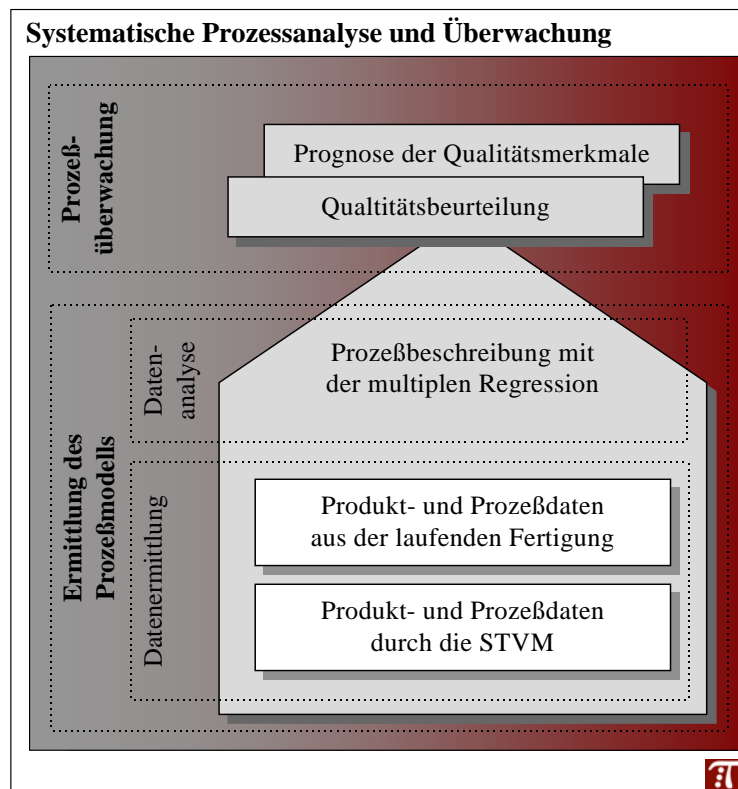 Systematische Prozessanalyse und Überwachung
Prozeß-
überwachung
Prognose der Qualitätsmerkmale
Qualtitätsbeurteilung
Ermittlung des
Prozeßmodells
Daten-
analyse
Prozeßbeschreibung mit
der multiplen Regression
Datenermittlung
Produkt- und Prozeßdaten
aus der laufenden Fertigung
Produkt- und Prozeßdaten
durch die STVM